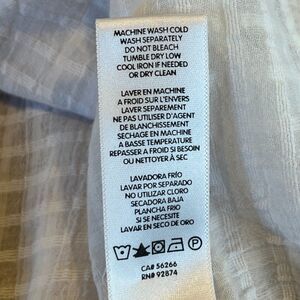 MACHINE WASH COLD
WASH SEPARATELY
DO NOT BLEACH
TUMBLE DRY LOW
COOL IRON IF NEEDED
OR DRY CLEAN
LAVER EN MACHINE
A FROID SUR L'ENVERS
LAVER SEPAREMENT
NE PAS UTILISER D'AGENT
DE BLANCHISSEMENT
SECHAGE EN MACHINE
A BASSE TEMPERATURE
REPASSER A FROID SI BESOIN
OU NETTOYER À SEC
LAVADORA FRÍO
LAVAR POR SEPARADO
NO UTILIZAR CLORO
SECADORA BAJA
PLANCHA FRIO
SI SE NECESITE
LAVAR EN SECO DE ORO
P
CA# 56266
RN# 92874